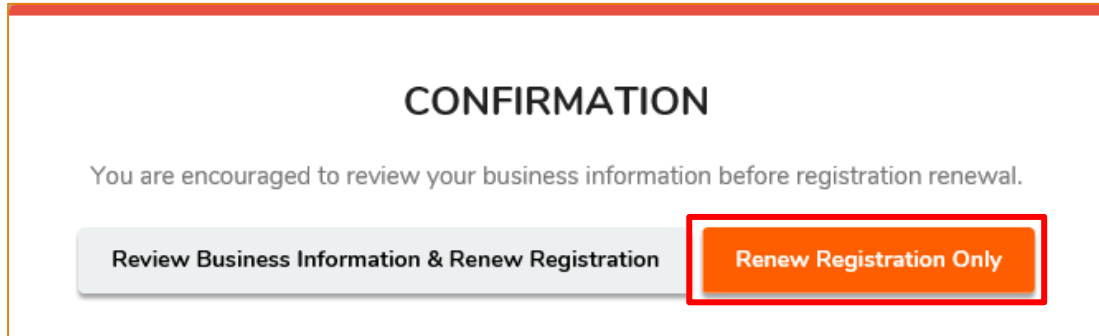 CONFIRMATION
You are encouraged to review your business information before registration renewal.
Review Business Information & Renew Registration
Renew Registration Only